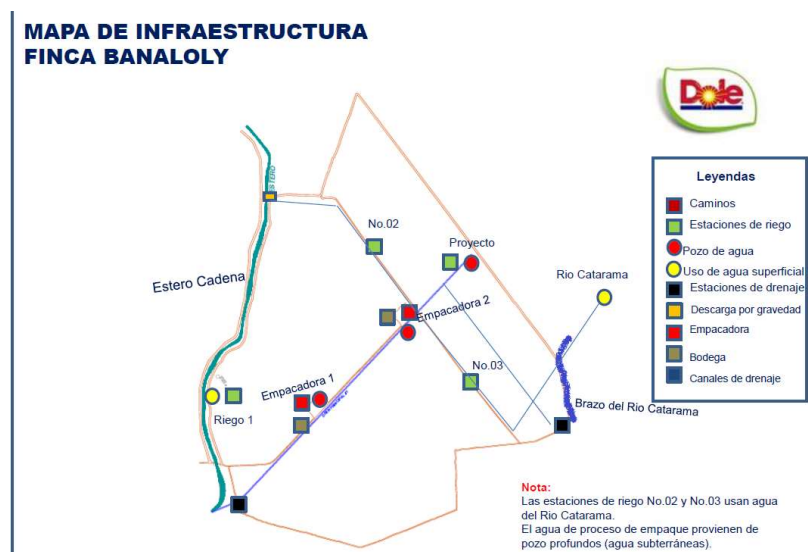 MAPA DE INFRAESTRUCTURA
FINCA BANALOLY
Dole
Leyendas
Caminos
Estaciones de riego
Pozo de agua
Uso de agua superficial
Estaciones de drenaje
Descarga por gravedad
Empacadora
Bodega
Canales de drenaje
ESTERO
No.02
Proyecto
Estero Cadena
Rio Catarama
Empacadora 2
No.03
Empacadora 1
Riego 1
Brazo del Rio Catarama
Nota:
Las estaciones de riego No.02 y No.03 usan agua
del Rio Catarama.
El agua de proceso de empaque provienen de
pozo profundos (agua subterráneas).